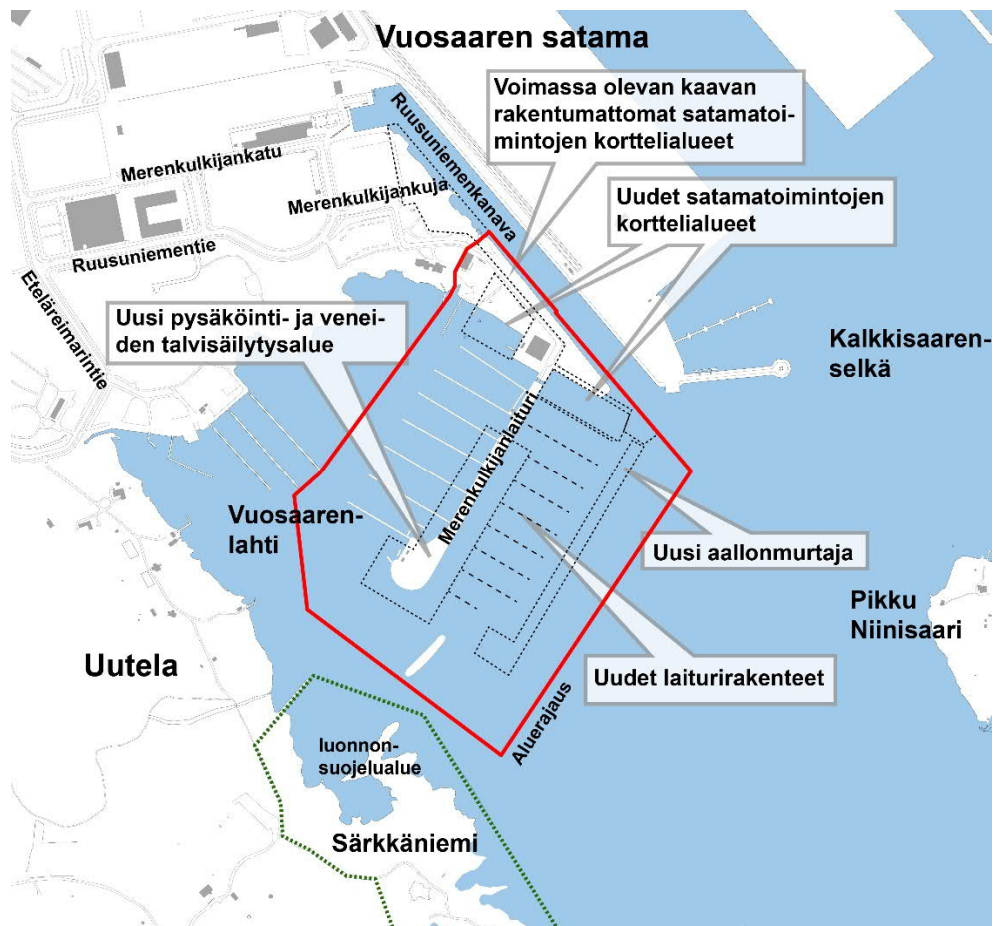 Vuosaaren satama
Voimassa olevan kaavan
rakentumattomat satamatoi-
mintojen korttelialueet
Ruusuniemenkanava
Merenkulkijankatu
Merenkulkijankuja
Uudet satamatoimintojen
korttelialueet
Ruusuniementie
Eteläreimarintie
Uusi pysäköinti- ja venei-
den talvisäilytysalue
Kalkkisaaren-
selkä
Merenkulkijanlaituri
Vuosaaren-
lahti
Uusi aallonmurtaja
Pikku
Niinisaari
Uutela
Uudet laiturirakenteet
Aluerajaus
luonnon-
suojelualue
Särkkäniemi